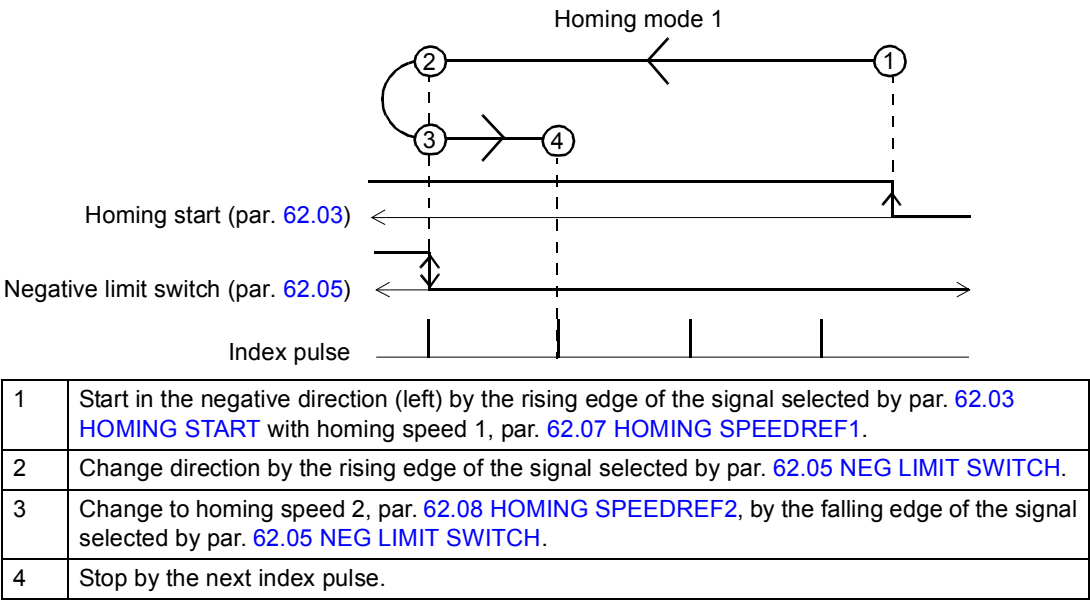 Homing mode 1
2
1
3
4
Homing start (par. 62.03)
Negative limit switch (par. 62.05)
Index pulse
1 Start in the negative direction (left) by the rising edge of the signal selected by par. 62.03
HOMING START with homing speed 1, par. 62.07 HOMING SPEEDREF1.
2 Change direction by the rising edge of the signal selected by par. 62.05 NEG LIMIT SWITCH.
3 Change to homing speed 2, par. 62.08 HOMING SPEEDREF2, by the falling edge of the signal
selected by par. 62.05 NEG LIMIT SWITCH.
4 Stop by the next index pulse.